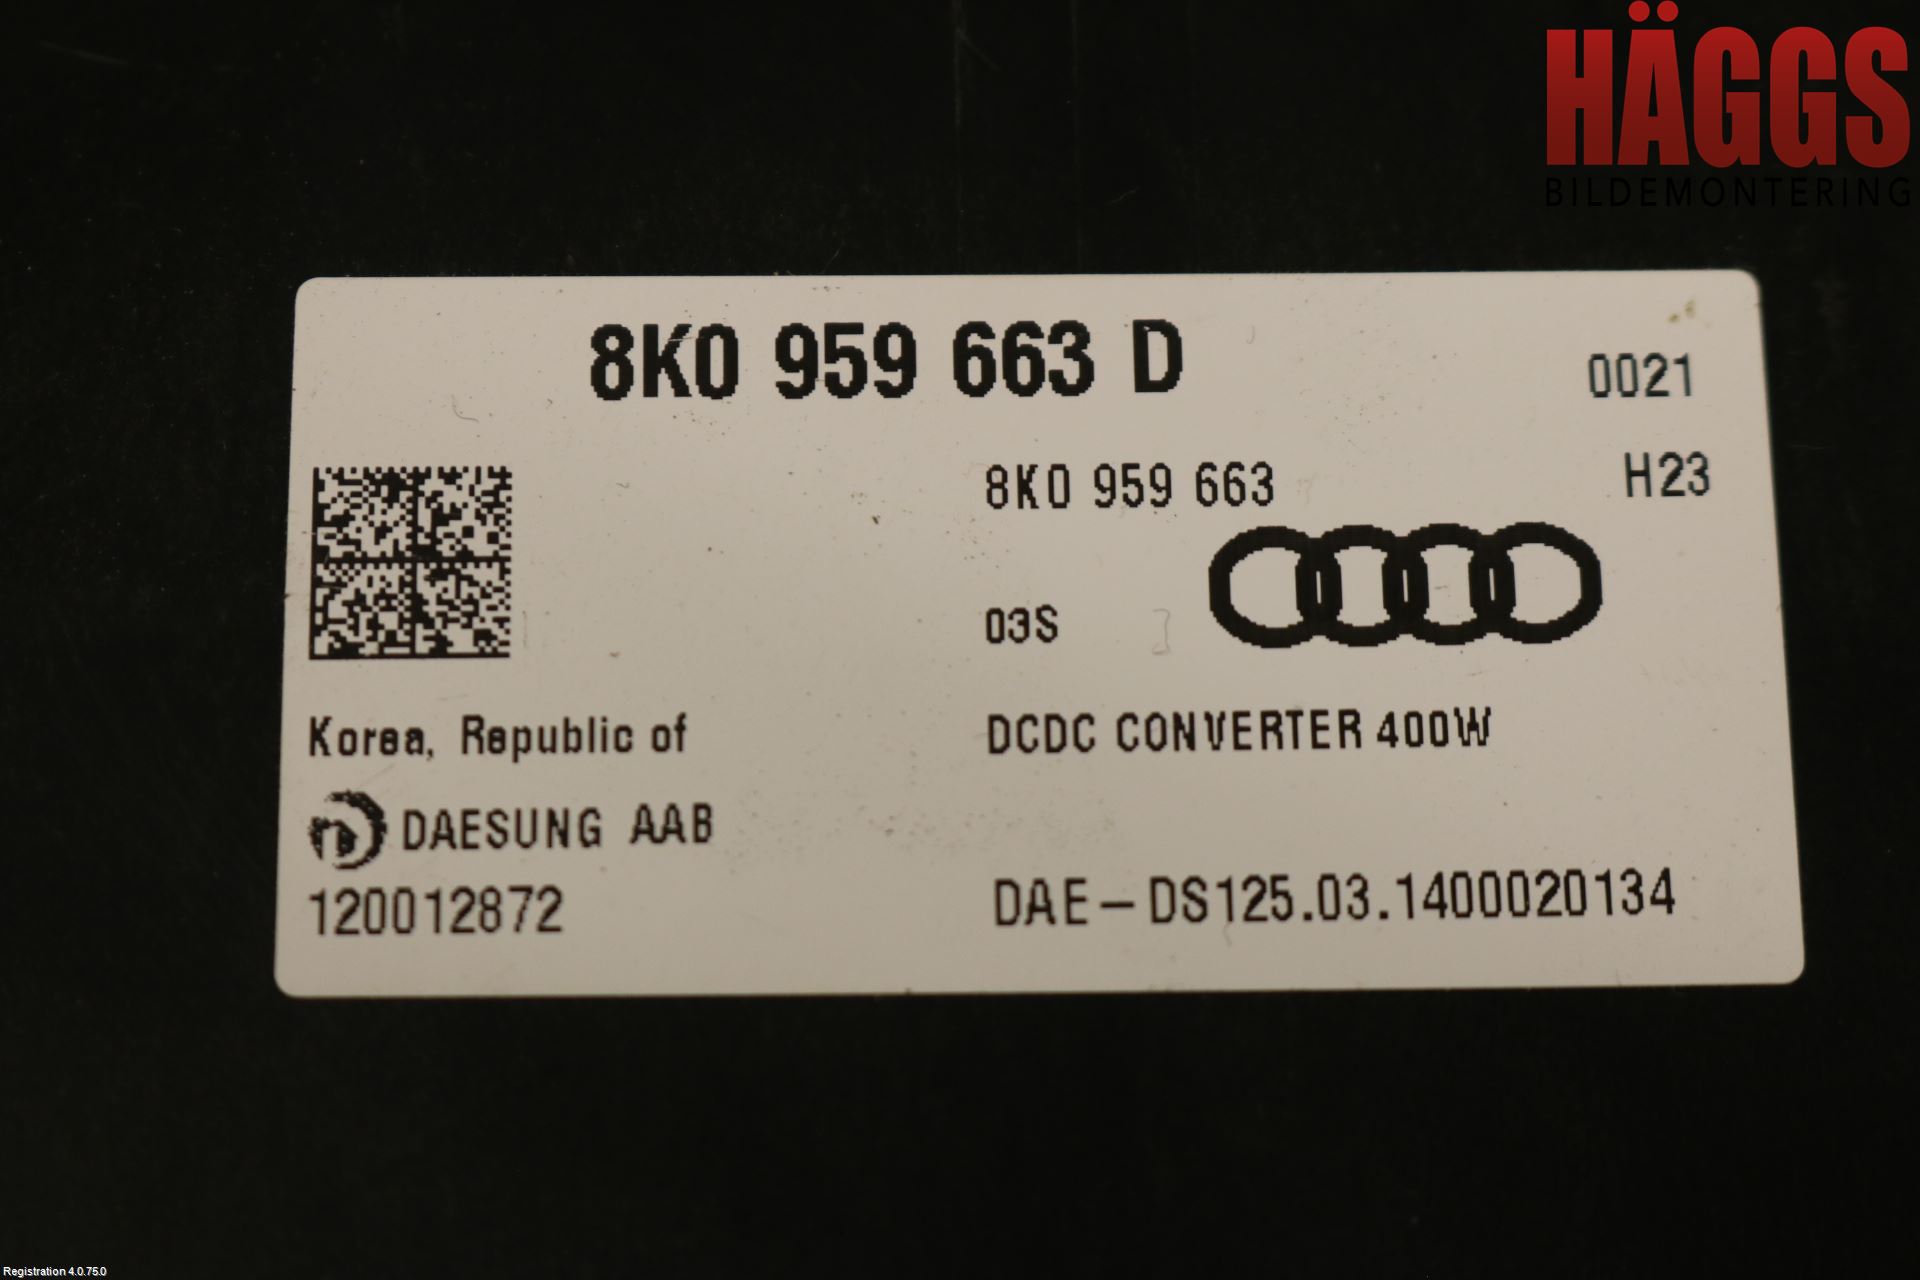 HÄGGS
BILDEMONTERING
8K0 959 663 D
0021
8K0 959 663
H23
03S
Korea, Republic of
DCDC CONVERTER 400W
DAESUNG AAB
120012872
DAE-DS125.03.1400020134
Registration 4.0.75.0